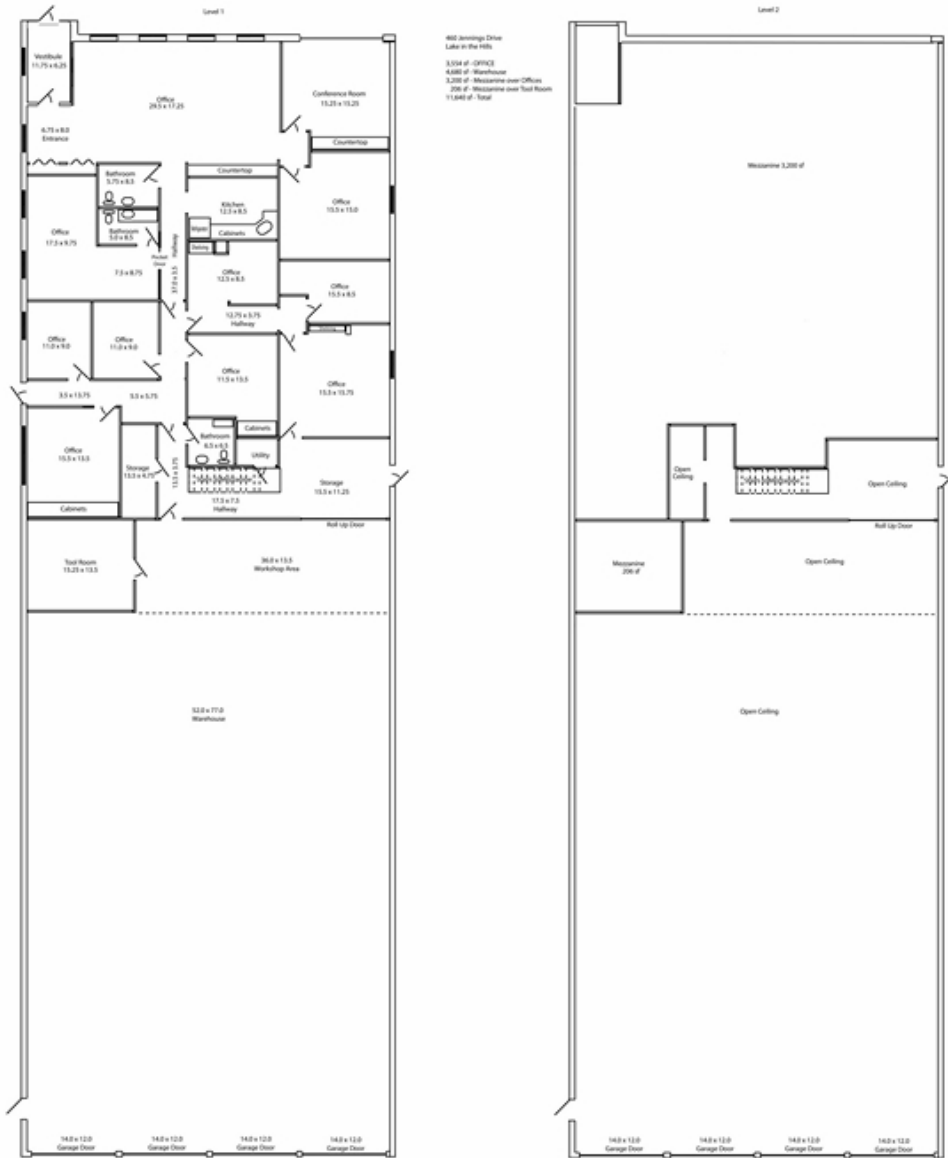 Level 1
Level 2
460 Jennings Drive
Lake in the Hills
3,554 sf - OFFICE
4,680 sf - Warehouse
3,200 sf - Mezzanine over Offices
206 sf - Mezzanine over Tool Room
11,640 sf - Total
Vestibule
11.75 x 6.25
Office
29.5 x 17.25
Conference Room
15.25 x 15.25
6.75 x 8.0
Entrance
Countertop
Bathroom
5.75 x 8.5
Countertop
Kitchen
12.5 x 8.5
Cabinets
Office
15.5 x 15.0
Office
17.5 x 9.75
Bathroom
5.0 x 8.5
Pocket
Door
7.5 x 8.75
37.0 x 3.5 Hallway
Office
12.5 x 8.5
Office
15.5 x 8.5
12.75 x 3.75
Hallway
Office
11.0 x 9.0
Office
11.0 x 9.0
Office
11.5 x 13.5
Office
15.5 x 15.75
3.5 x 13.75
5.5 x 5.75
Cabinets
Office
15.5 x 13.5
Cabinets
Storage
15.5 x 4.75
13.5 x 3.75
Bathroom
6.5 x 6.5
Utility
Storage
15.5 x 11.25
17.5 x 7.5
Hallway
Roll Up Door
Tool Room
15.25 x 13.5
36.0 x 13.5
Workshop Area
52.0 x 77.0
Warehouse
14.0 x 12.0
Garage Door
14.0 x 12.0
Garage Door
14.0 x 12.0
Garage Door
14.0 x 12.0
Garage Door
Mezzanine 3,200 sf
Open
Ceiling
Open Ceiling
Roll Up Door
Mezzanine
206 sf
Open Ceiling
Open Ceiling
14.0 x 12.0
Garage Door
14.0 x 12.0
Garage Door
14.0 x 12.0
Garage Door
14.0 x 12.0
Garage Door